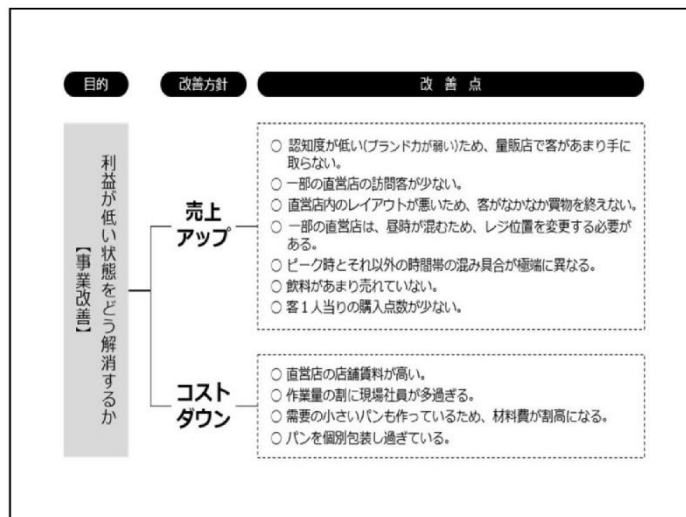 目的
改善方針
改善点
利益が低い状態をどう解消するか
【事業改善】
売上
アップ
○ 認知度が低い(ブランド力が弱い)ため、量販店で客があまり手に
取らない。
○ 一部の直営店の訪問客が少ない。
○ 直営店内のレイアウトが悪いため、客がなかなか買物を終えない。
○ 一部の直営店は、昼時が混むため、レジ位置を変更する必要
がある。
○ ピーク時とそれ以外の時間帯の混み具合が極端に異なる。
○ 飲料があまり売れていない。
○ 客1人当りの購入点数が少ない。
コスト
ダウン
○ 直営店の店舗賃料が高い。
○ 作業量の割に現場社員が多過ぎる。
○ 需要の小さいパンも作っているため、材料費が割高になる。
○ パンを個別包装し過ぎている。